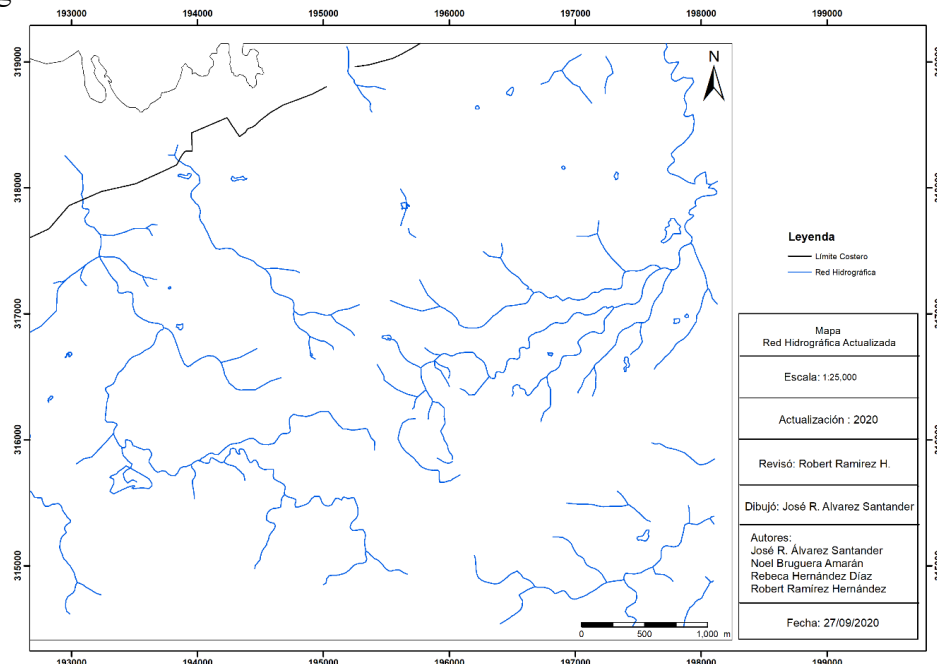 193000 194000 195000 196000 197000 198000 199000
319000
318000
317000
316000
315000
N
Leyenda
Límite Costero
Red Hidrográfica
Mapa
Red Hidrográfica Actualizada
Escala: 1:25,000
Actualización : 2020
Revisó: Robert Ramirez H.
Dibujó: José R. Alvarez Santander
Autores:
José R. Álvarez Santander
Noel Bruguera Amarán
Rebeca Hernández Díaz
Robert Ramírez Hernández
Fecha: 27/09/2020
0 500 1,000 m
193000 194000 195000 196000 197000 198000 199000